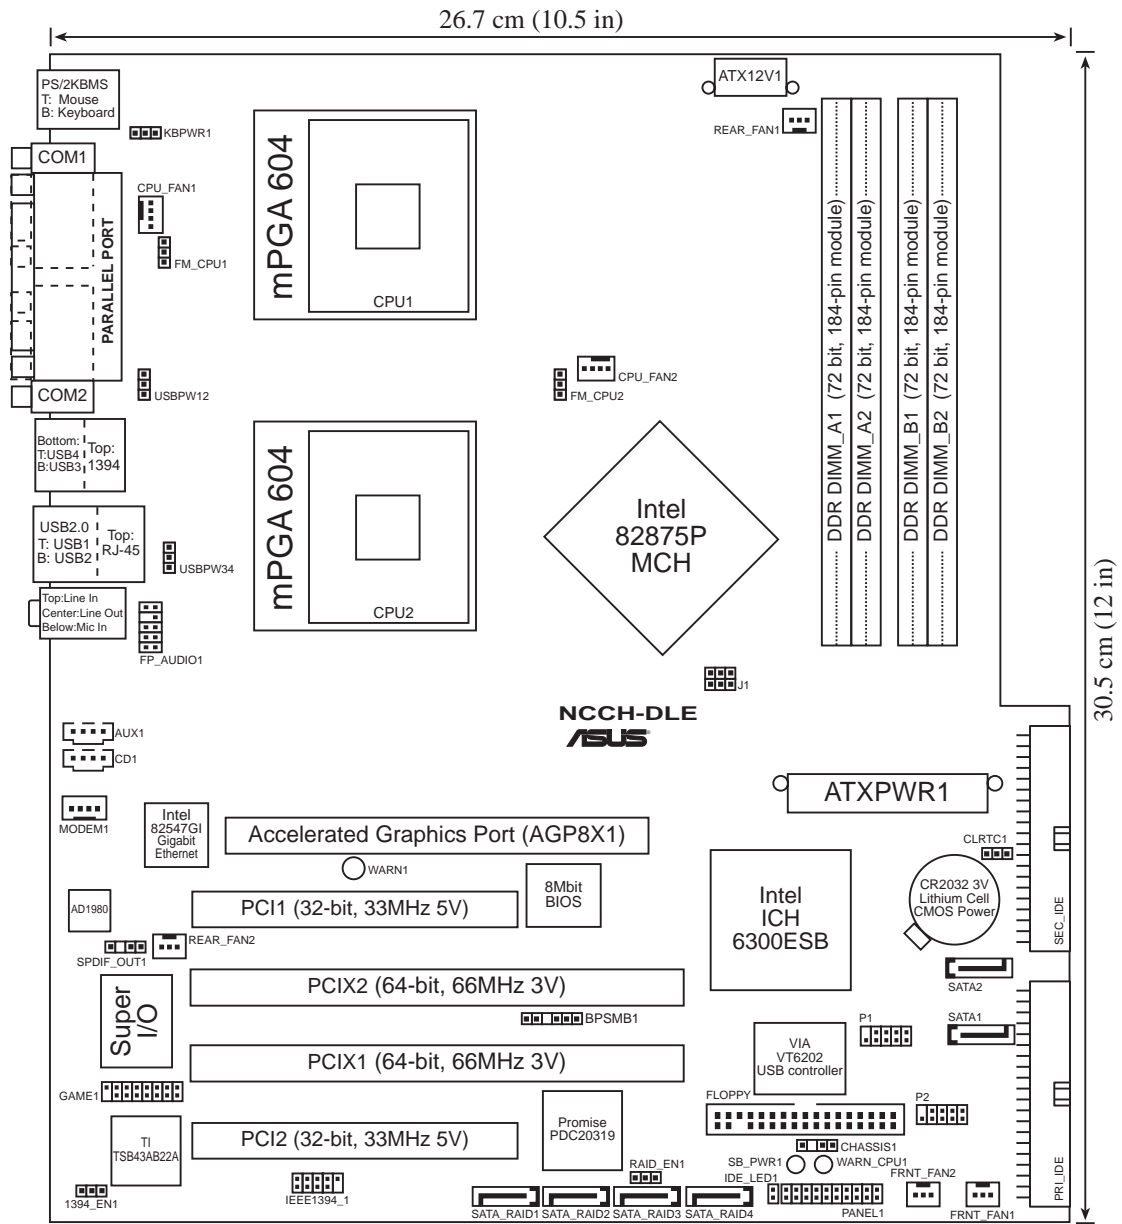 26.7 cm (10.5 in)
30.5 cm (12 in)
PS/2KBMS
T: Mouse
B: Keyboard
KBPWR1
COM1
PARALLEL PORT
CPU_FAN1
FM_CPU1
COM2
USBPW12
Bottom:
T:USB4
B:USB3
Top:
1394
USB2.0
T: USB1
B: USB2
Top:
RJ-45
USBPW34
Top:Line In
Center:Line Out
Below:Mic In
FP_AUDIO1
mPGA 604
CPU1
mPGA 604
CPU2
ATX12V1
REAR_FAN1
DDR DIMM_A1 (72 bit, 184-pin module)
DDR DIMM_A2 (72 bit, 184-pin module)
DDR DIMM_B1 (72 bit, 184-pin module)
DDR DIMM_B2 (72 bit, 184-pin module)
CPU_FAN2
FM_CPU2
Intel
82875P
MCH
J1
NCCH-DLE
ASUS
AUX1
CD1
MODEM1
Intel
82547GI
Gigabit
Ethernet
Accelerated Graphics Port (AGP8X1)
WARN1
ATXPWR1
CLRTC1
CR2032 3V
Lithium Cell
CMOS Power
SEC_IDE
AD1980
PCI1 (32-bit, 33MHz 5V)
8Mbit
BIOS
Intel
ICH
6300ESB
SPDIF_OUT1
REAR_FAN2
SATA2
Super
I/O
PCIX2 (64-bit, 66MHz 3V)
BPSMB1
P1
SATA1
VIA
VT6202
USB controller
PCIX1 (64-bit, 66MHz 3V)
GAME1
FLOPPY
P2
TI
TSB43AB22A
PCI2 (32-bit, 33MHz 5V)
Promise
PDC20319
CHASSIS1
RAID_EN1
SB_PWR1
WARN_CPU1
FRNT_FAN2
PRI_IDE
1394_EN1
IEEE1394_1
IDE_LED1
SATA_RAID1
SATA_RAID2
SATA_RAID3
SATA_RAID4
PANEL1
FRNT_FAN1